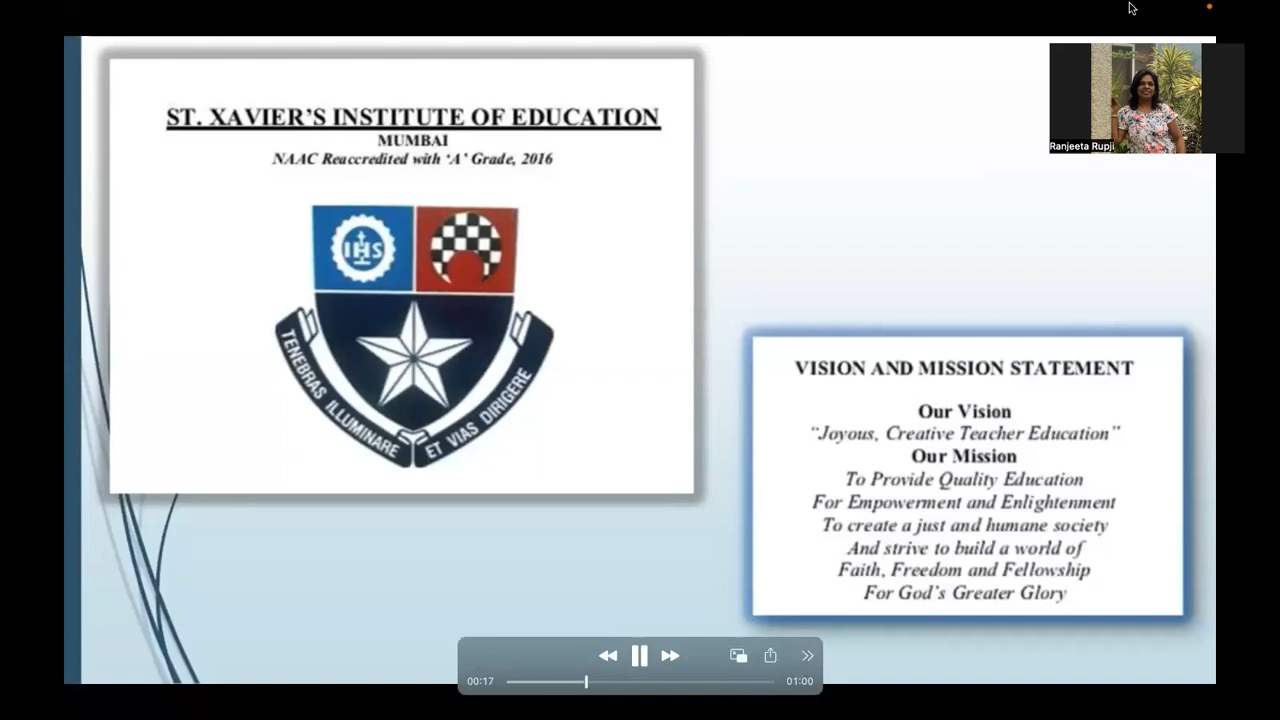 ST. XAVIER'S INSTITUTE OF EDUCATION
MUMBAI
NAAC Reaccredited with 'A' Grade, 2016
IHS
TENEBRAS ILLUMINARE
ET VIAS DIRIGERE
Ranjeeta Rupji
VISION AND MISSION STATEMENT
Our Vision
"Joyous, Creative Teacher Education"
Our Mission
To Provide Quality Education
For Empowerment and Enlightenment
To create a just and humane society
And strive to build a world of
Faith, Freedom and Fellowship
For God's Greater Glory
00:17
01:00